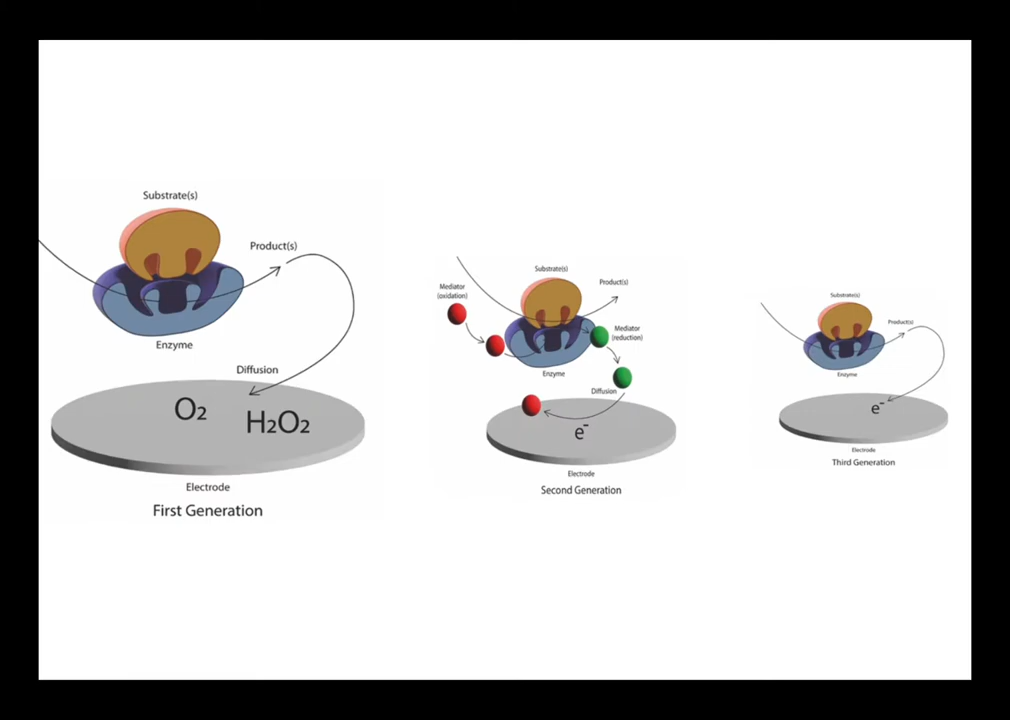 Substrate(s)
Product(s)
Enzyme
Diffusion
O2
H2O2
Electrode
First Generation
Substrate(s)
Mediator
(oxidation)
Product(s)
Mediator
(reduction)
Enzyme
Diffusion
e-
Electrode
Second Generation
Substrate(s)
Product(s)
Enzyme
e-
Electrode
Third Generation